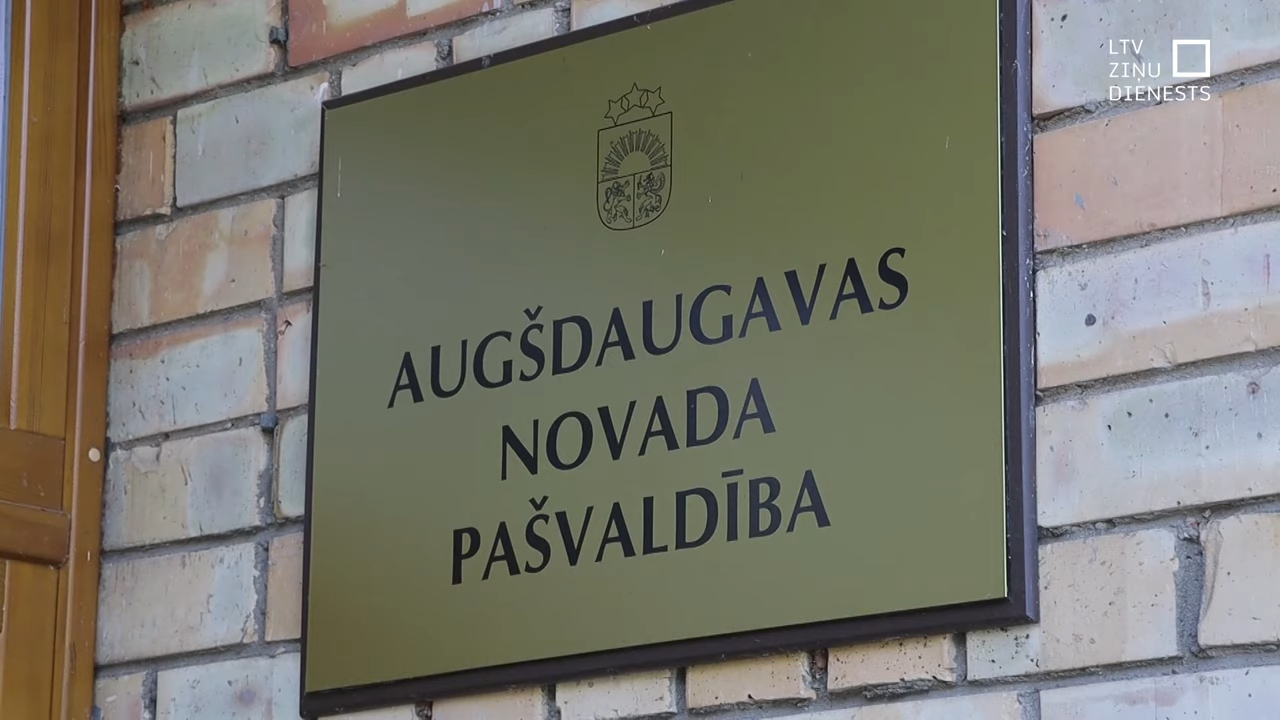 LTV
ZIŅU
DIENESTS
AUGŠDAUGAVAS
NOVADA
PAŠVALDĪBA